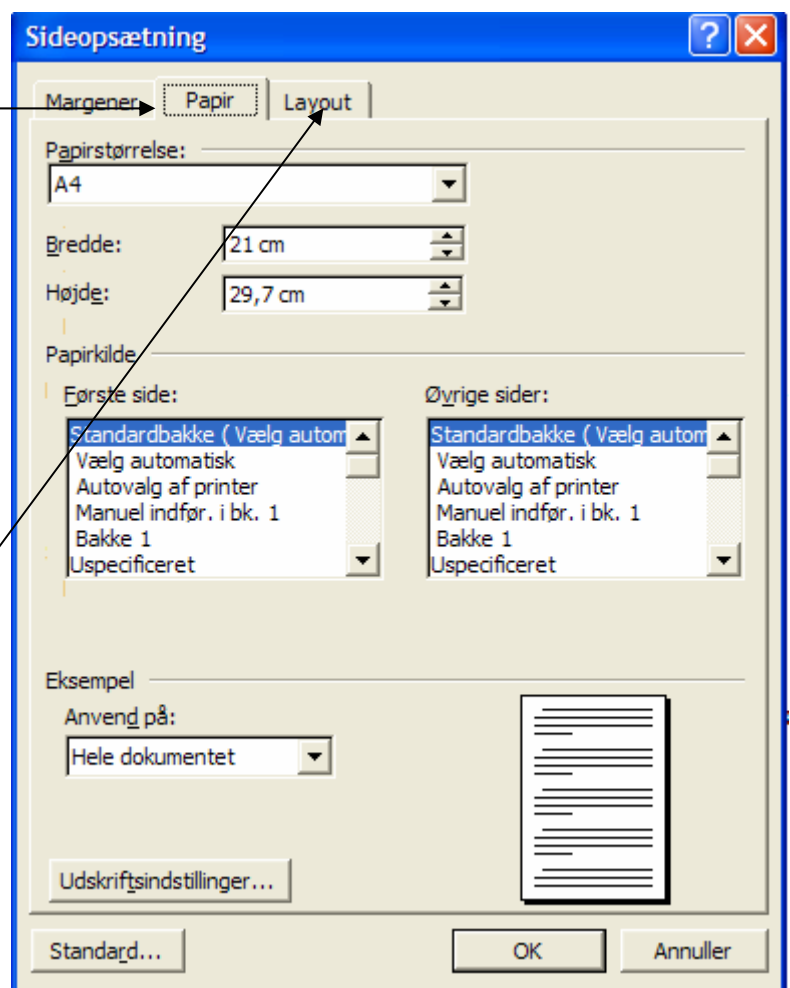 Sideopsætning
Margener Papir Layout
Papirstørrelse:
A4
Bredde: 21 cm
Højde: 29,7 cm
Papirkilde
Første side: Øvrige sider:
Standardbakke ( Vælg autom Standardbakke ( Vælg autom
Vælg automatisk Vælg automatisk
Autovalg af printer Autovalg af printer
Manuel indfør. i bk. 1 Manuel indfør. i bk. 1
Bakke 1 Bakke 1
Uspecificeret Uspecificeret
Eksempel
Anvend på:
Hele dokumentet
Udskriftsindstillinger...
Standard... OK Annuller